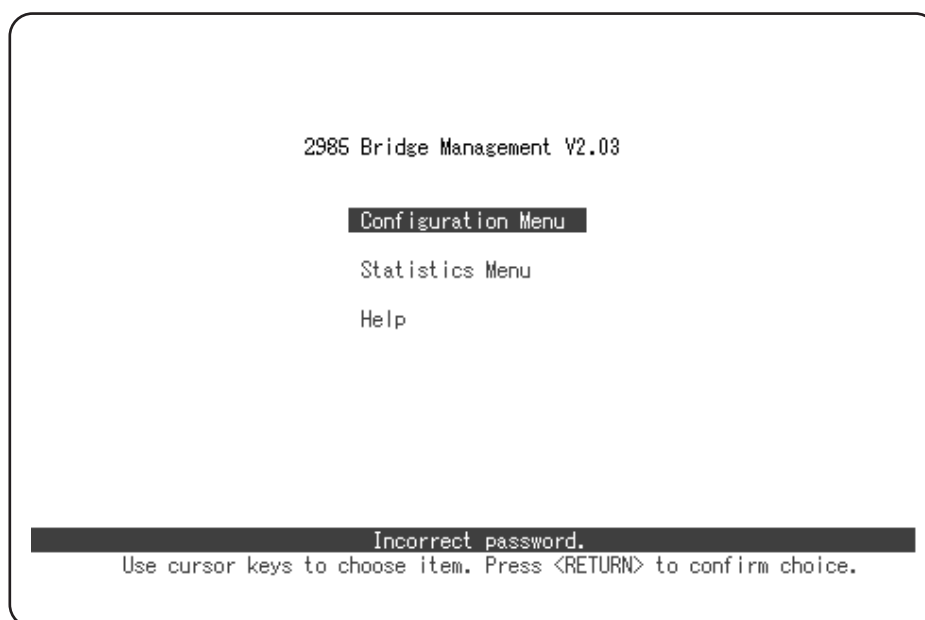 2985 Bridge Management V2.03
Configuration Menu
Statistics Menu
Help
Incorrect password.
Use cursor keys to choose item. Press <RETURN> to confirm choice.